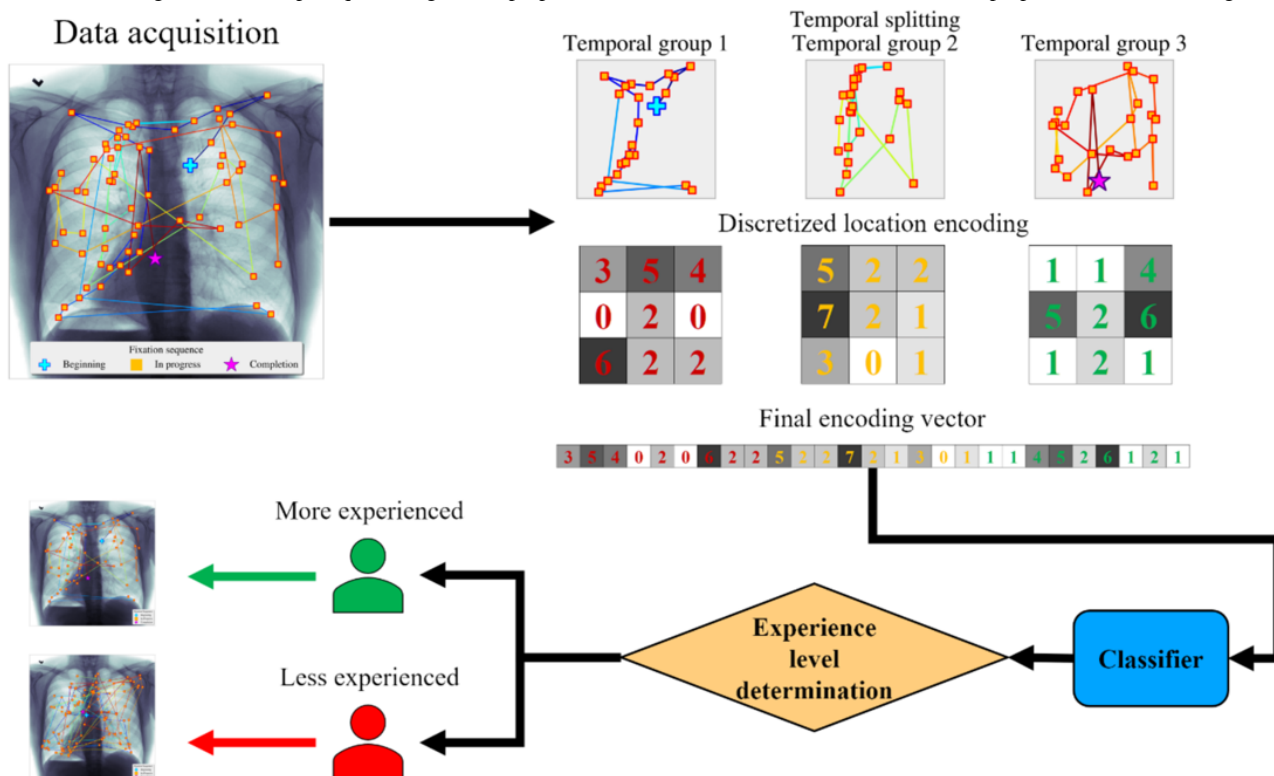 Data acquisition
Temporal splitting
Temporal group 1
Temporal group 2
Temporal group 3
Fixation sequence
Beginning
In progress
Completion
Discretized location encoding
3 5 4
0 2 0
6 2 2
5 2 2
7 2 1
3 0 1
1 1 4
5 2 6
1 2 1
Final encoding vector
3 5 4 0 2 0 6 2 2 5 2 2 7 2 1 3 0 1 1 1 4 5 2 6 1 2 1
More experienced
Less experienced
Experience
level
determination
Classifier